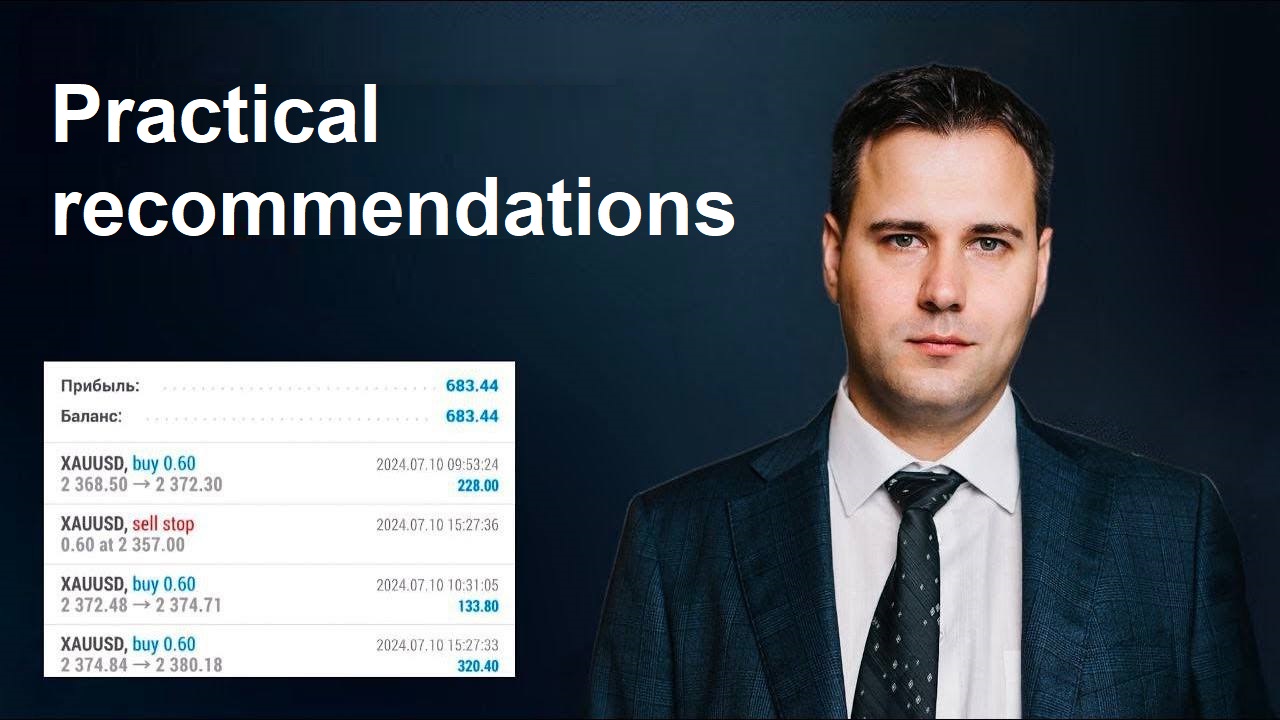 Practical
recommendations
Прибыль: 683.44
Баланс: 683.44
XAUUSD, buy 0.60 2024.07.10 09:53:24
2 368.50 → 2 372.30 228.00
XAUUSD, sell stop 2024.07.10 15:27:36
0.60 at 2 357.00
XAUUSD, buy 0.60 2024.07.10 10:31:05
2 372.48 → 2 374.71 133.80
XAUUSD, buy 0.60 2024.07.10 15:27:33
2 374.84 → 2 380.18 320.40